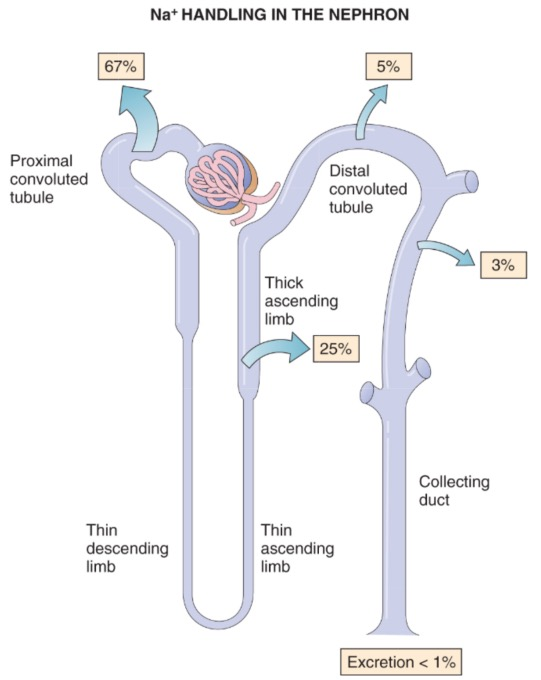 Na⁺ HANDLING IN THE NEPHRON
67%
5%
Proximal
convoluted
tubule
Distal
convoluted
tubule
3%
Thick
ascending
limb
25%
Collecting
duct
Thin
descending
limb
Thin
ascending
limb
Excretion < 1%